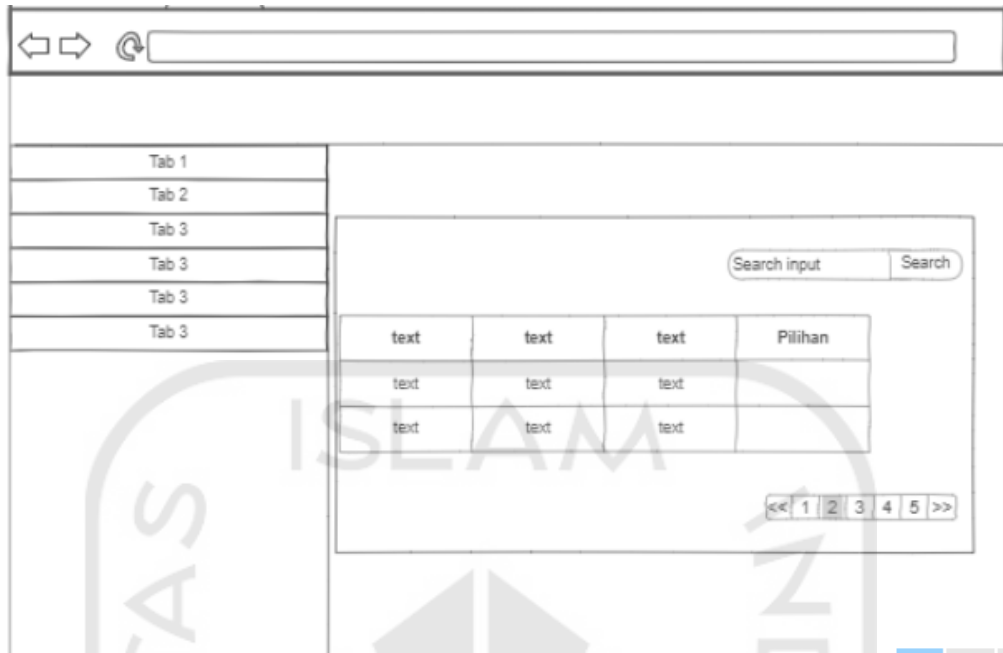 Tab 1
Tab 2
Tab 3
Tab 3
Tab 3
Tab 3
Search input Search
text text text Pilihan
text text text
text text text
<< 1 2 3 4 5 >>
ISLAM